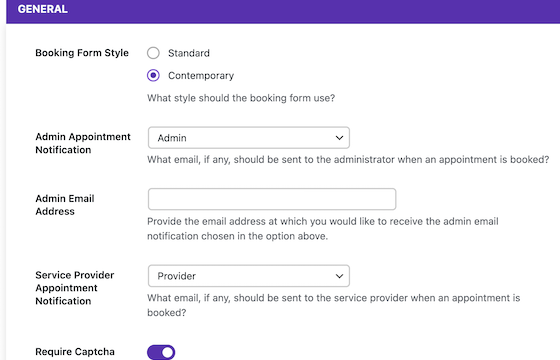 GENERAL
Booking Form Style
Standard
Contemporary
What style should the booking form use?
Admin Appointment
Notification
Admin
What email, if any, should be sent to the administrator when an appointment is booked?
Admin Email
Address
Provide the email address at which you would like to receive the admin email
notification chosen in the option above.
Service Provider
Appointment
Notification
Provider
What email, if any, should be sent to the service provider when an appointment is
booked?
Require Captcha